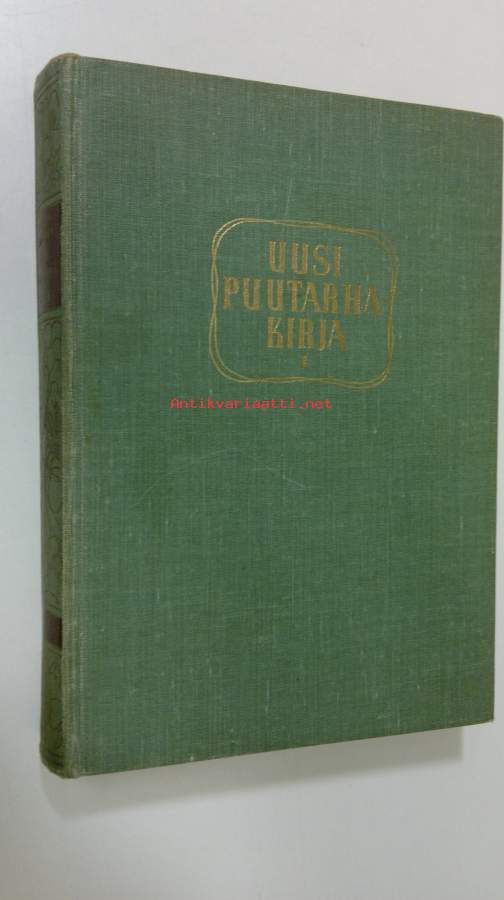 UUSI
PUUTARHA
KIRJA
I
Antikvariaatti.net